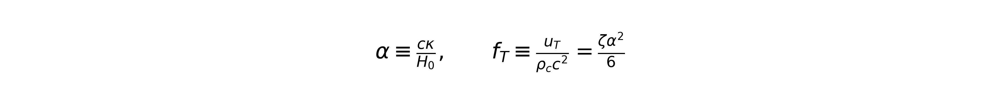 α ≡ cκ/H₀,  f_T ≡ u_T/(ρ_c c²) = ζα²/6